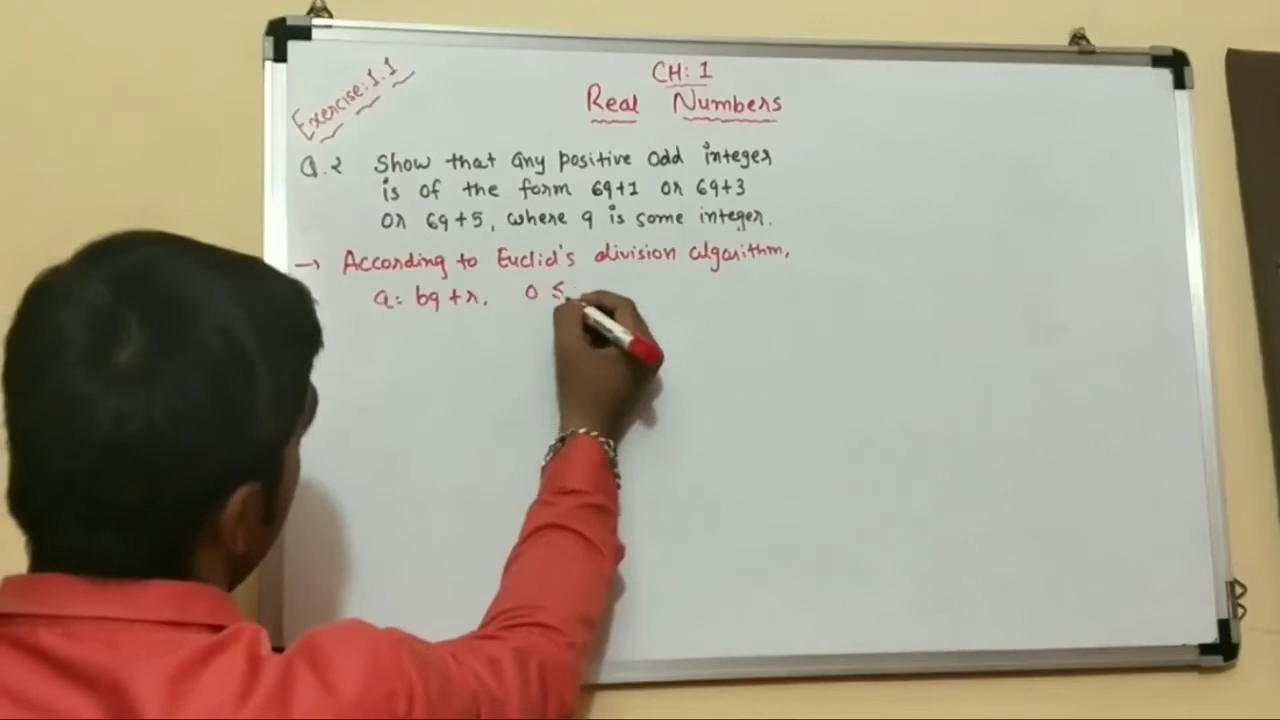 Exercise: 1.1
CH: 1
Real Numbers
Q.2 Show that any positive odd integer
is of the form 6q+1 or 6q+3
or 6q+5, where q is some integer.
→ According to Euclid's division algorithm,
a = bq + r, 0 ≤